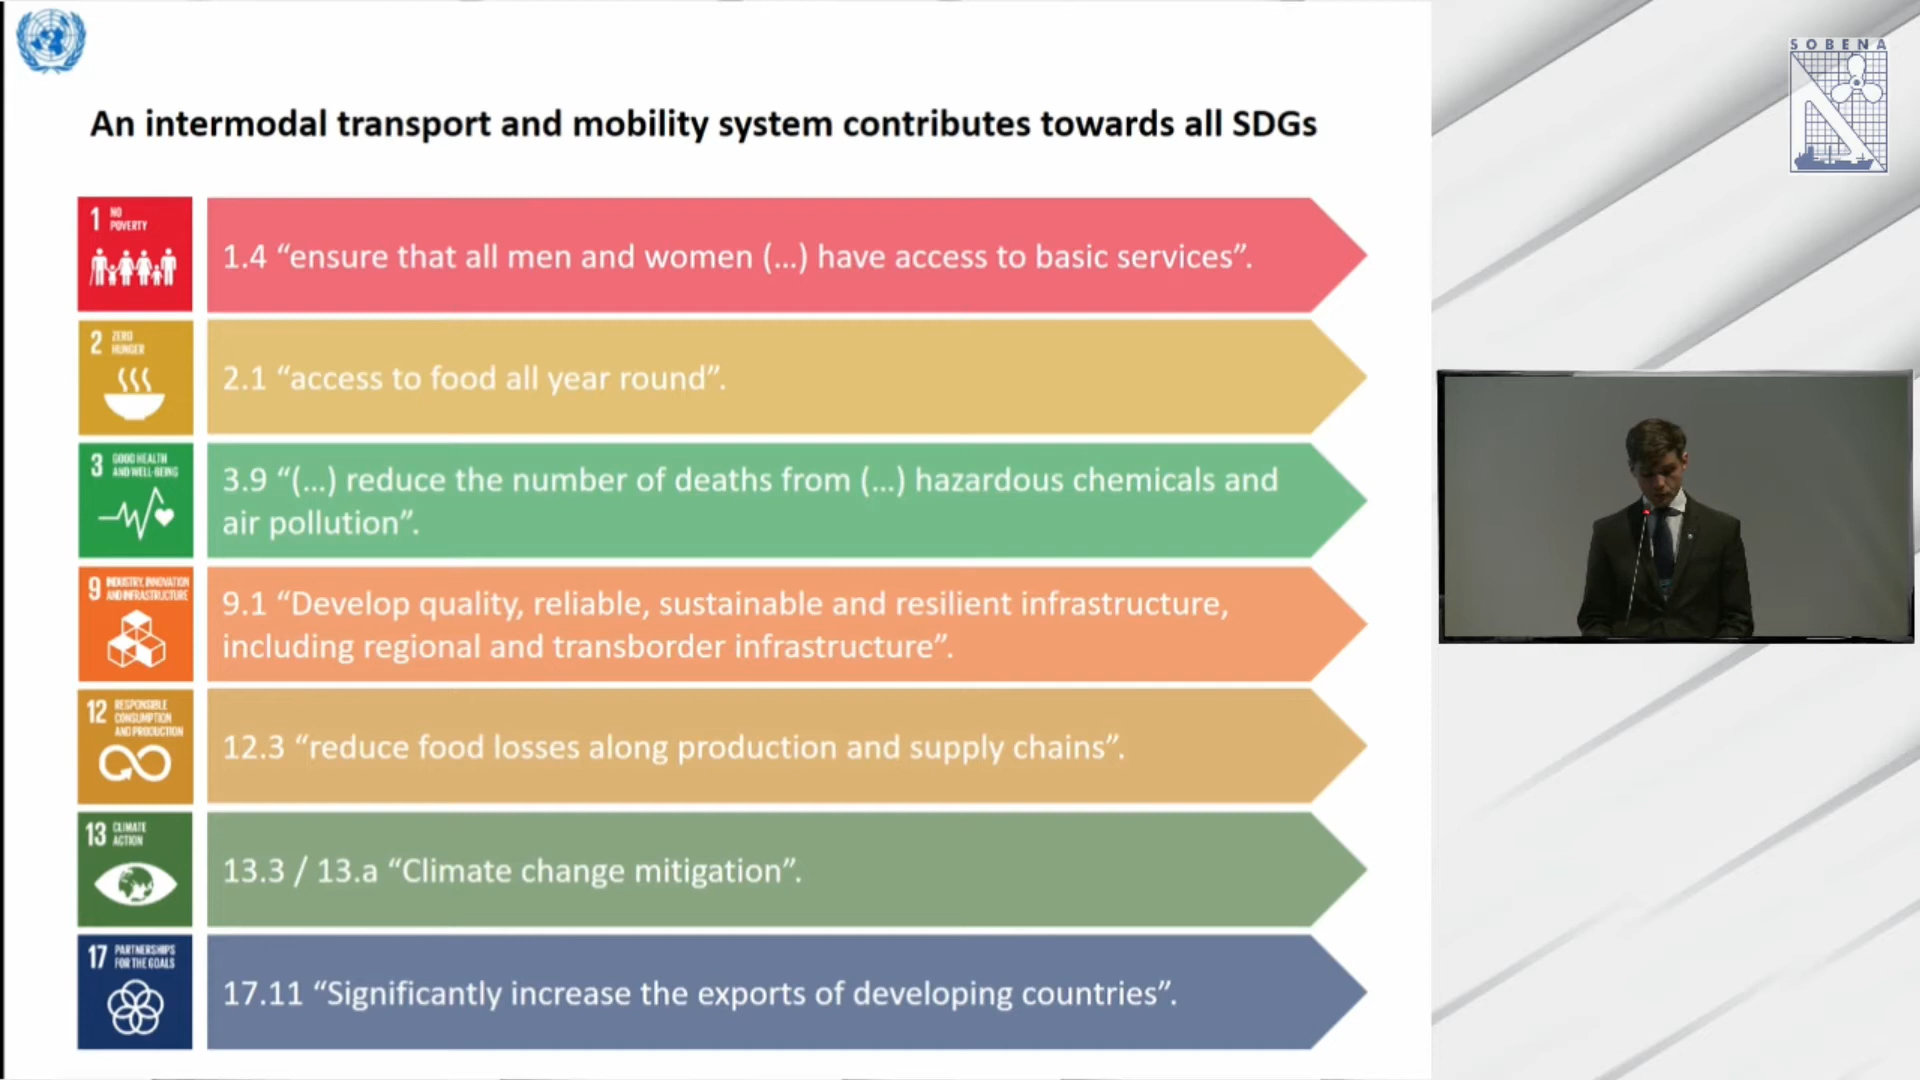 SOBENA
An intermodal transport and mobility system contributes towards all SDGs
1 NO
POVERTY
1.4 “ensure that all men and women (...) have access to basic services”.
2 ZERO
HUNGER
2.1 “access to food all year round”.
3 GOOD HEALTH
AND WELL-BEING
3.9 “(...) reduce the number of deaths from (...) hazardous chemicals and
air pollution”.
9 INDUSTRY, INNOVATION
AND INFRASTRUCTURE
9.1 “Develop quality, reliable, sustainable and resilient infrastructure,
including regional and transborder infrastructure”.
12 RESPONSIBLE
CONSUMPTION
AND PRODUCTION
12.3 “reduce food losses along production and supply chains”.
13 CLIMATE
ACTION
13.3 / 13.a “Climate change mitigation”.
17 PARTNERSHIPS
FOR THE GOALS
17.11 “Significantly increase the exports of developing countries”.